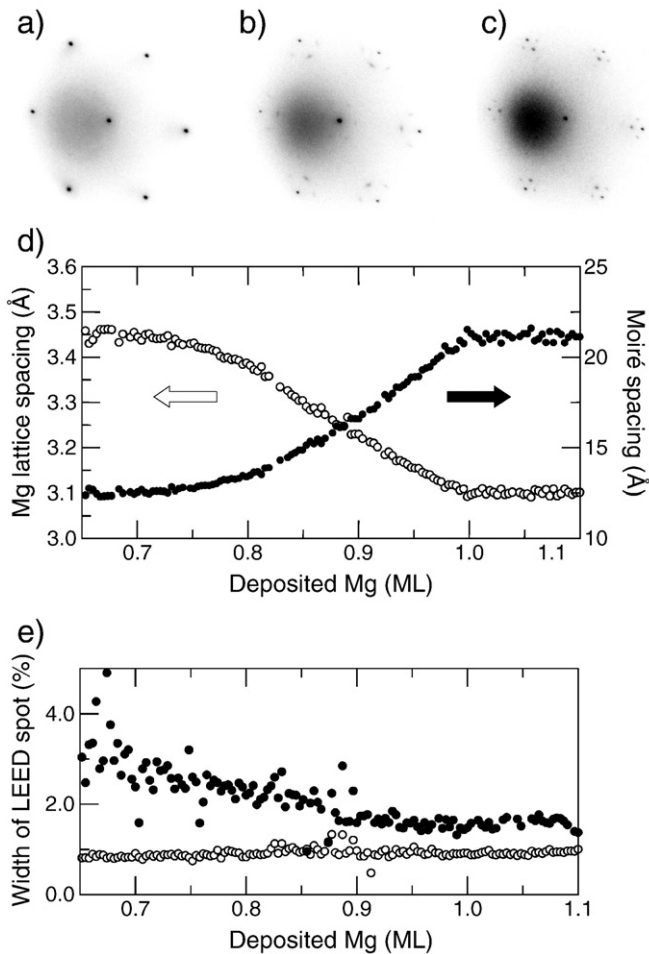 a) b) c)
d)
3.6 25
3.5
3.4 20
3.3
3.2 15
3.1
3.0 10
Mg lattice spacing (Å)
Moiré spacing (Å)
0.7 0.8 0.9 1.0 1.1
Deposited Mg (ML)
e)
4.0
2.0
0.0
Width of LEED spot (%)
0.7 0.8 0.9 1.0 1.1
Deposited Mg (ML)